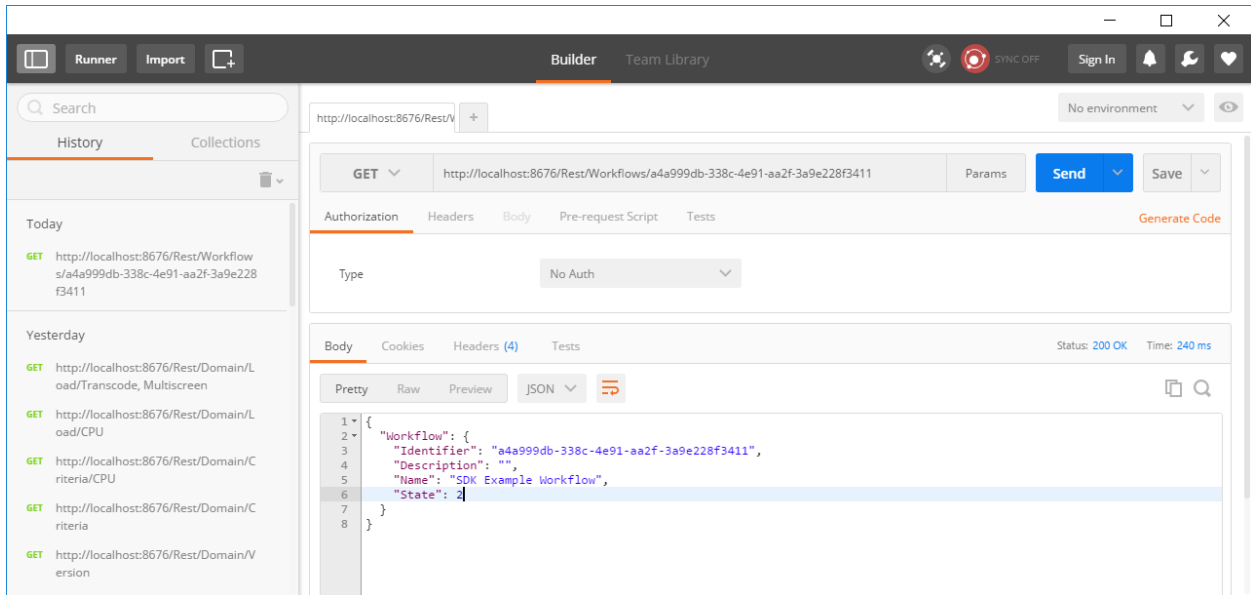 Runner Import Builder Team Library SYNC OFF Sign In
Search
History Collections
Today
GET http://localhost:8676/Rest/Workflow
s/a4a999db-338c-4e91-aa2f-3a9e228
f3411
Yesterday
GET http://localhost:8676/Rest/Domain/L
oad/Transcode, Multiscreen
GET http://localhost:8676/Rest/Domain/L
oad/CPU
GET http://localhost:8676/Rest/Domain/C
riteria/CPU
GET http://localhost:8676/Rest/Domain/C
riteria
GET http://localhost:8676/Rest/Domain/V
ersion
http://localhost:8676/Rest/W +
No environment
GET http://localhost:8676/Rest/Workflows/a4a999db-338c-4e91-aa2f-3a9e228f3411 Params Send Save
Authorization Headers Body Pre-request Script Tests Generate Code
Type No Auth
Body Cookies Headers (4) Tests Status: 200 OK Time: 240 ms
Pretty Raw Preview JSON
1 {
2 "Workflow": {
3 "Identifier": "a4a999db-338c-4e91-aa2f-3a9e228f3411",
4 "Description": "",
5 "Name": "SDK Example Workflow",
6 "State": 2
7 }
8 }